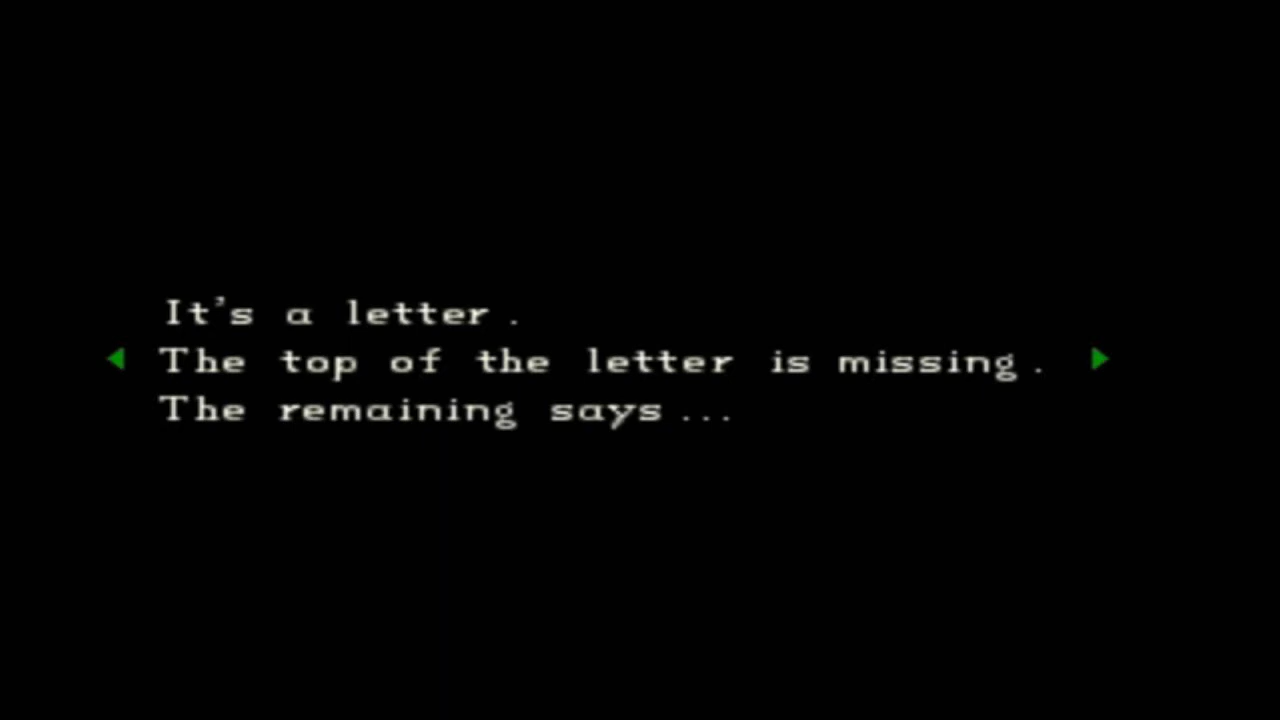 It's a letter.
The top of the letter is missing.
The remaining says...